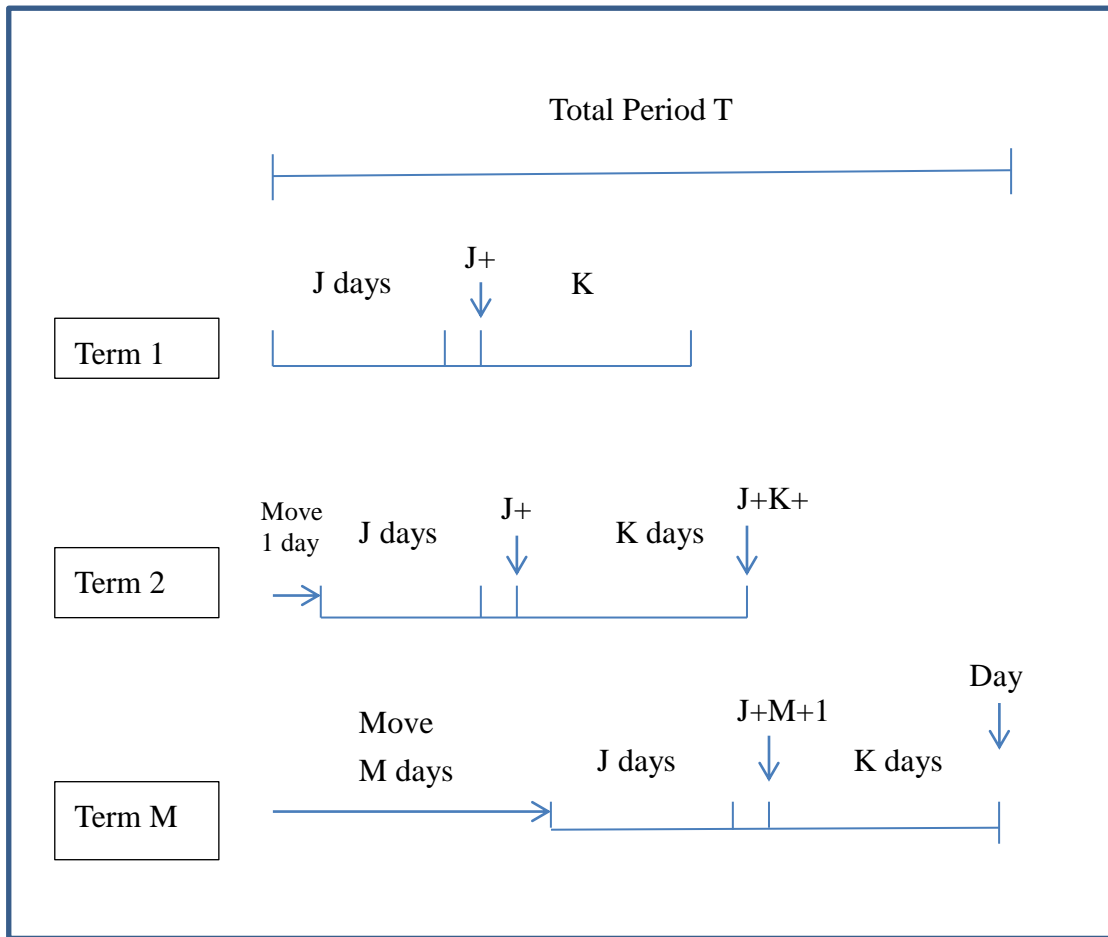 Total Period T
J+
J days
K
Term 1
Move
1 day
J days
J+
K days
J+K+
Term 2
Day
Move
M days
J days
J+M+1
K days
Term M